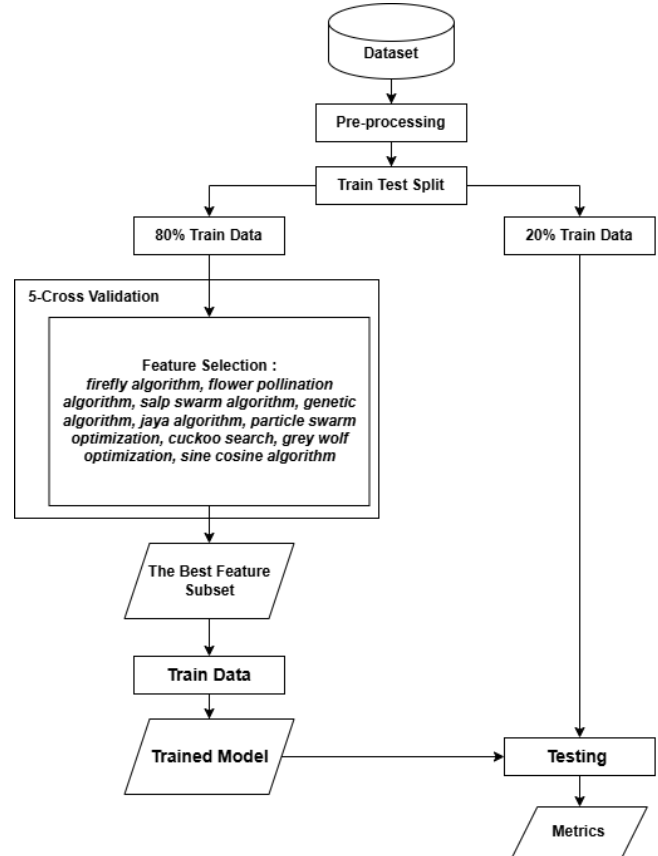 Dataset
Pre-processing
Train Test Split
80% Train Data
20% Train Data
5-Cross Validation
Feature Selection :
firefly algorithm, flower pollination
algorithm, salp swarm algorithm, genetic
algorithm, jaya algorithm, particle swarm
optimization, cuckoo search, grey wolf
optimization, sine cosine algorithm
The Best Feature
Subset
Train Data
Trained Model
Testing
Metrics